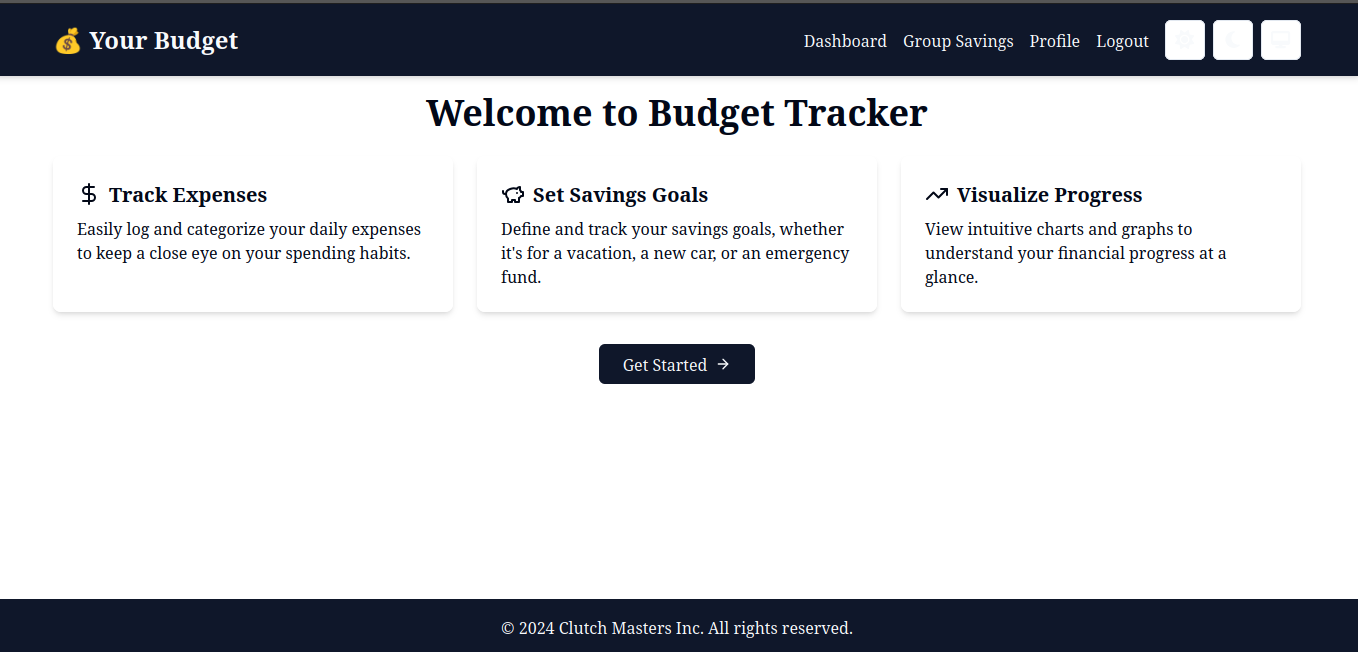 💰 Your Budget
Dashboard Group Savings Profile Logout
Welcome to Budget Tracker
Track Expenses
Easily log and categorize your daily expenses
to keep a close eye on your spending habits.
Set Savings Goals
Define and track your savings goals, whether
it's for a vacation, a new car, or an emergency
fund.
Visualize Progress
View intuitive charts and graphs to
understand your financial progress at a
glance.
Get Started →
© 2024 Clutch Masters Inc. All rights reserved.